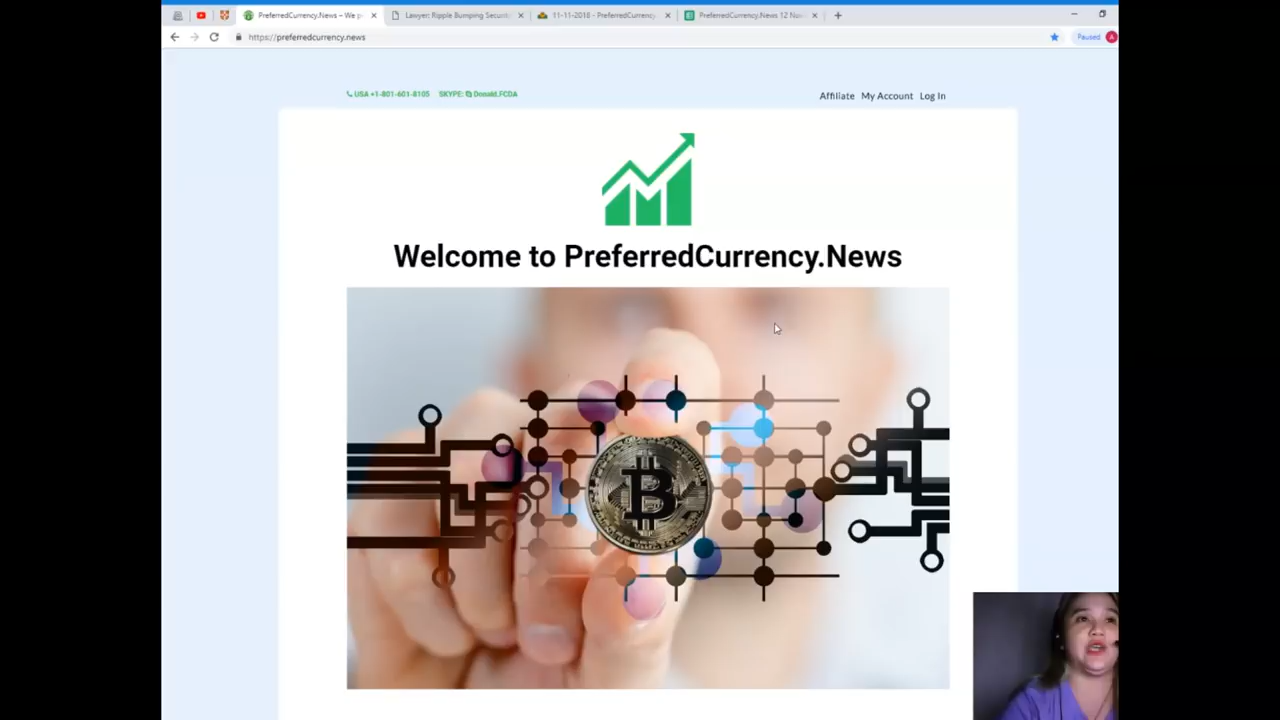 PreferredCurrency.News – We p
Lawyer: Ripple Bumping Securit
11-11-2018 - PreferredCurrency
PreferredCurrency.News 12 Nov
https://preferredcurrency.news
Paused
A
USA +1-801-601-8105 SKYPE: Donald.FCDA
Affiliate My Account Log In
Welcome to PreferredCurrency.News